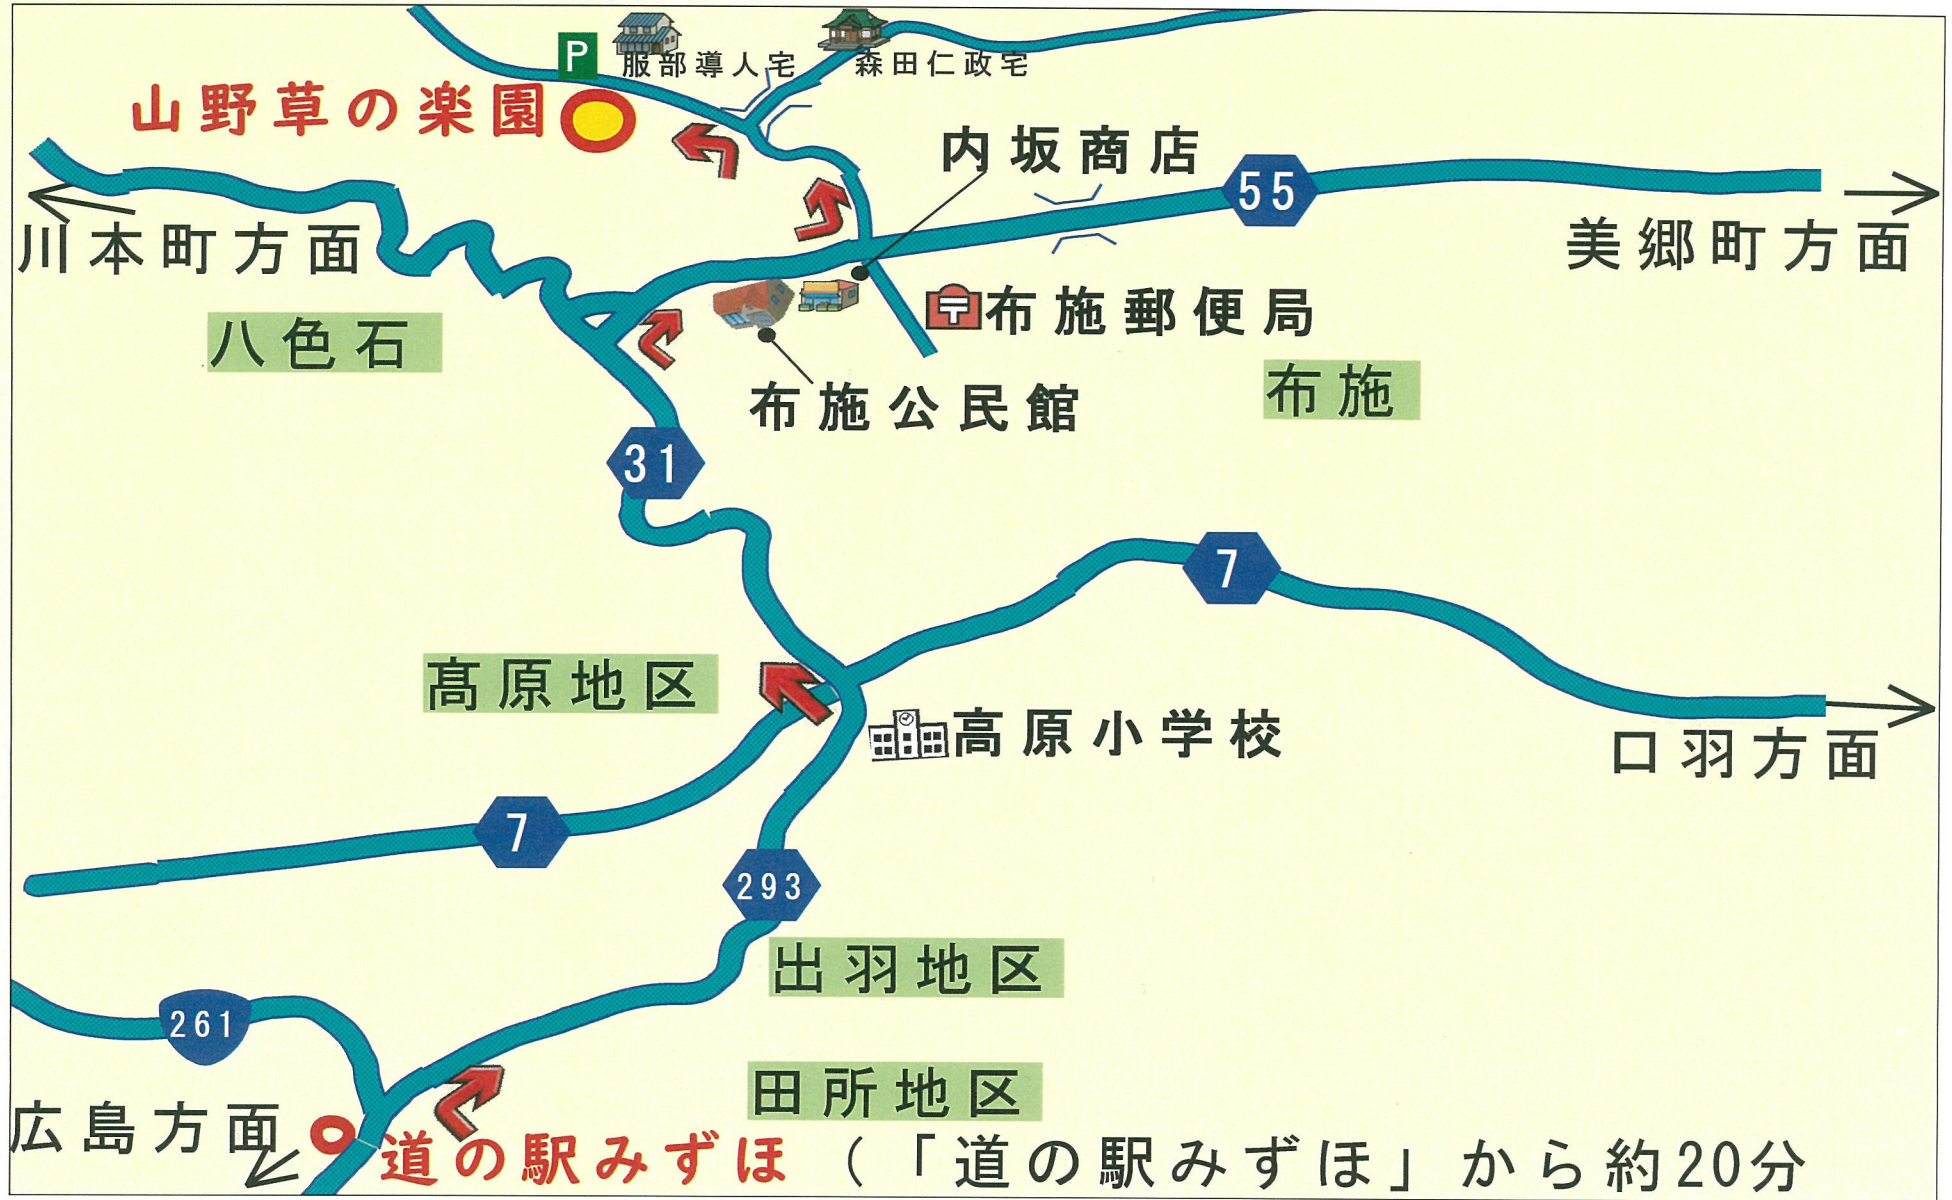 P
服部導人宅
森田仁政宅
山野草の楽園
内坂商店
55
川本町方面
美郷町方面
八色石
布施郵便局
布施
布施公民館
31
7
髙原地区
高原小学校
口羽方面
7
293
出羽地区
261
田所地区
広島方面
道の駅みずほ (「道の駅みずほ」から約20分